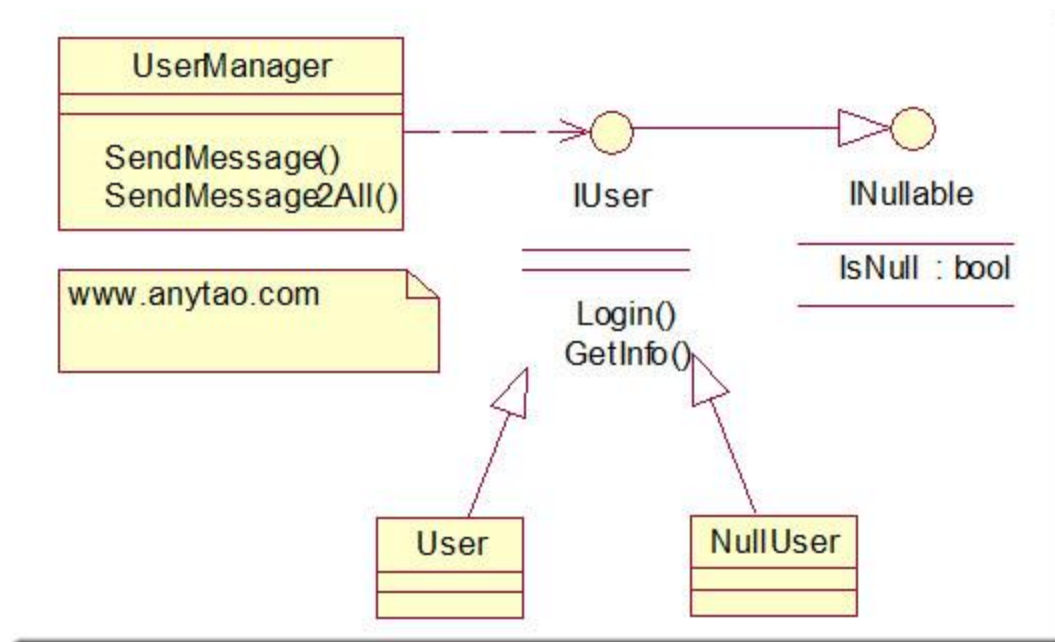 UserManager
SendMessage()
SendMessage2All()
www.anytao.com
IUser
Login()
GetInfo()
INullable
IsNull : bool
User
NullUser